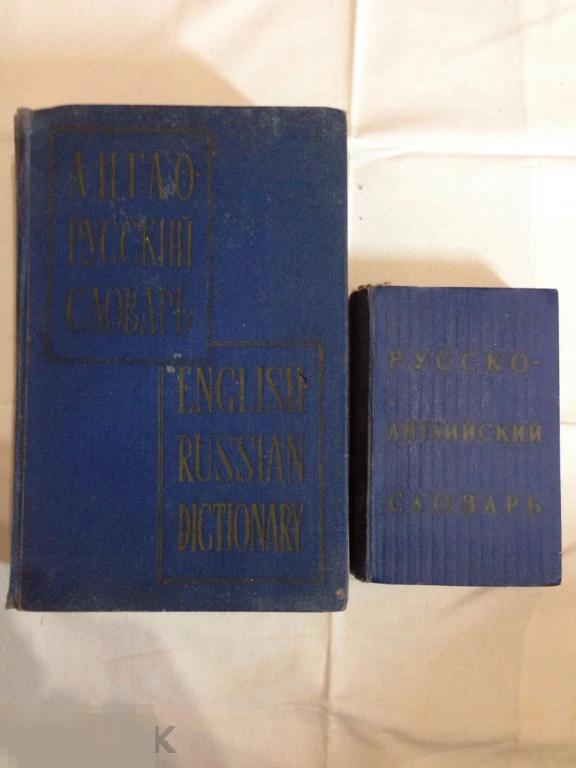 АНГЛО-
РУССКИЙ
СЛОВАРЬ
ENGLISH
RUSSIAN
DICTIONARY
РУССКО-
АНГЛИЙСКИЙ
СЛОВАРЬ